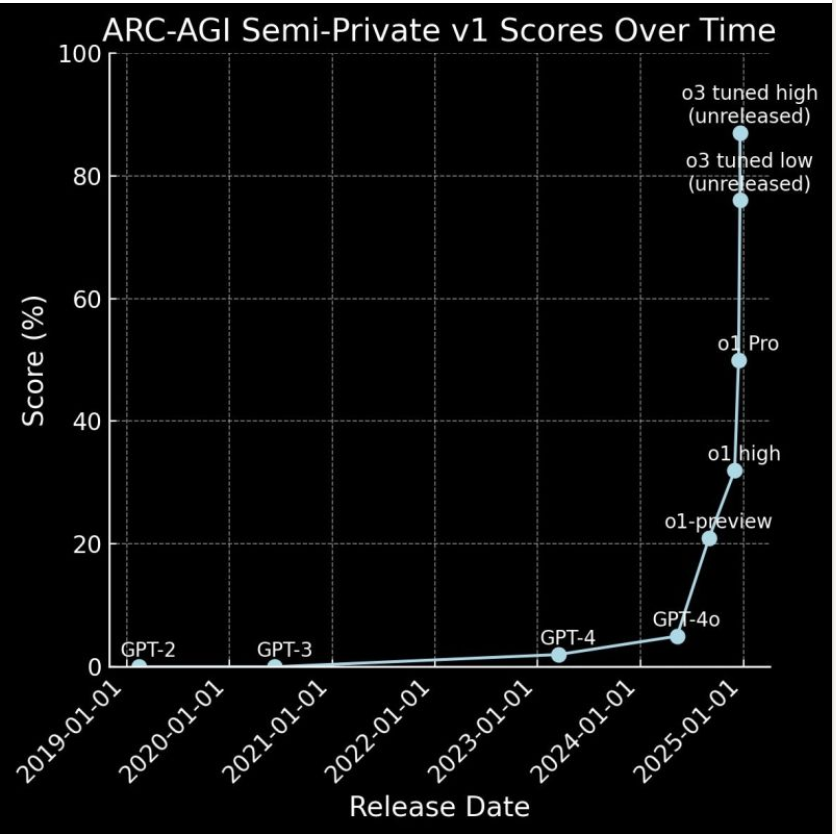 ARC-AGI Semi-Private v1 Scores Over Time
100
80
60
40
20
0
Score (%)
o3 tuned high
(unreleased)
o3 tuned low
(unreleased)
o1 Pro
o1 high
o1-preview
GPT-4o
GPT-4
GPT-3
GPT-2
2019-01-01
2020-01-01
2021-01-01
2022-01-01
2023-01-01
2024-01-01
2025-01-01
Release Date